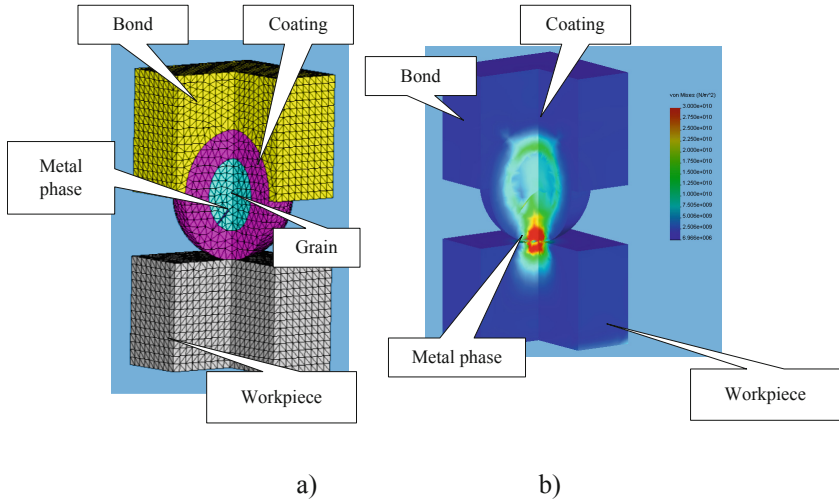 Bond
Coating
Metal
phase
Grain
Workpiece
a)
Coating
Bond
von Mises (N/m^2)
3.000e+010
2.750e+010
2.500e+010
2.250e+010
2.000e+010
1.750e+010
1.500e+010
1.250e+010
1.000e+010
7.505e+009
5.005e+009
2.506e+009
6.966e+006
Metal phase
Workpiece
b)